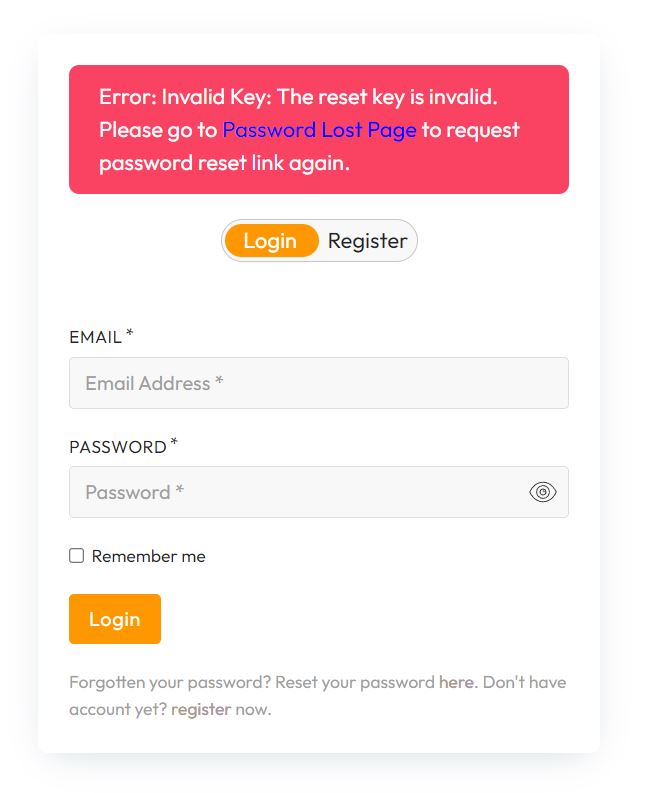 Error: Invalid Key: The reset key is invalid.
Please go to Password Lost Page to request
password reset link again.
Login Register
EMAIL *
Email Address *
PASSWORD *
Password *
Remember me
Login
Forgotten your password? Reset your password here. Don't have
account yet? register now.